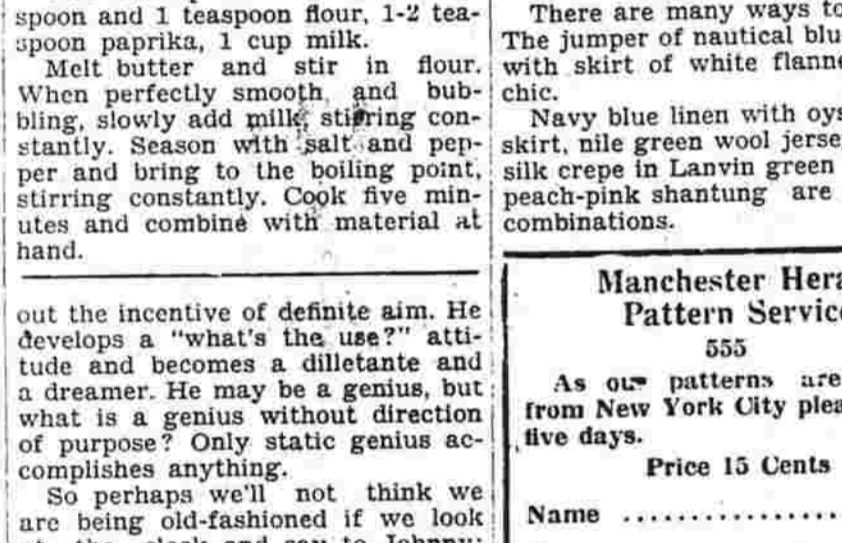 spoon and 1 teaspoon flour, 1-2 tea-
spoon paprika, 1 cup milk.
Melt butter and stir in flour.
When perfectly smooth and bub-
bling, slowly add milk, stirring con-
stantly. Season with salt and pep-
per and bring to the boiling point,
stirring constantly. Cook five min-
utes and combine with material at
hand.
out the incentive of definite aim. He
develops a "what's the use?" atti-
tude and becomes a dilletante and
a dreamer. He may be a genius, but
what is a genius without direction
of purpose? Only static genius ac-
complishes anything.
So perhaps we'll not think we
are being old-fashioned if we look
There are many ways to
The jumper of nautical blu
with skirt of white flann
chic.
Navy blue linen with oys
skirt, nile green wool jerse
silk crepe in Lanvin green
peach-pink shantung are
combinations.
Manchester Hera
Pattern Servic
555
As our patterns are
from New York City plea
five days.
Price 15 Cents
Name ................